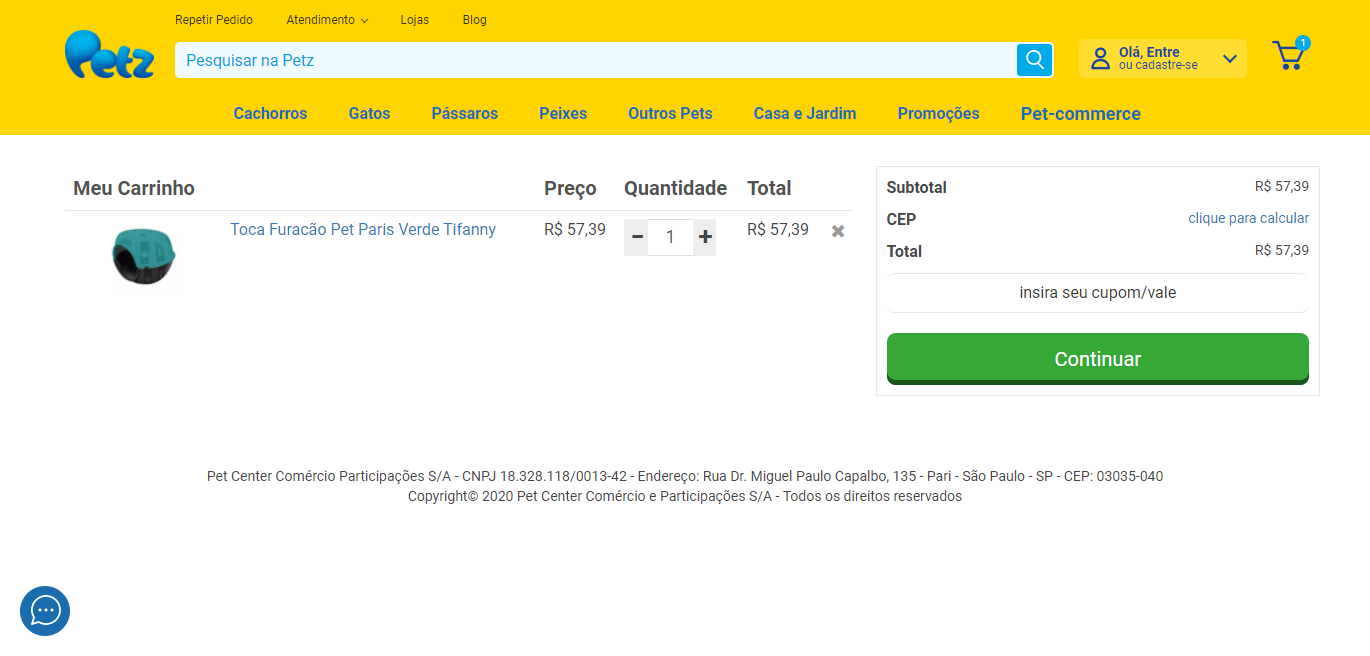 Repetir Pedido Atendimento Lojas Blog
Petz
Pesquisar na Petz
Olá, Entre
ou cadastre-se
1
Cachorros Gatos Pássaros Peixes Outros Pets Casa e Jardim Promoções Pet-commerce
Meu Carrinho Preço Quantidade Total
Toca Furacão Pet Paris Verde Tifanny R$ 57,39 1 R$ 57,39
Subtotal R$ 57,39
CEP clique para calcular
Total R$ 57,39
insira seu cupom/vale
Continuar
Pet Center Comércio Participações S/A - CNPJ 18.328.118/0013-42 - Endereço: Rua Dr. Miguel Paulo Capalbo, 135 - Pari - São Paulo - SP - CEP: 03035-040
Copyright© 2020 Pet Center Comércio e Participações S/A - Todos os direitos reservados